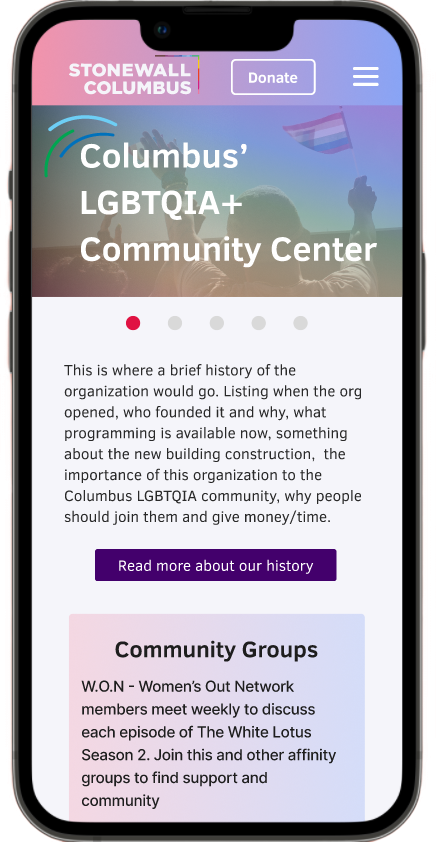 STONEWALL
COLUMBUS
Donate
Columbus’
LGBTQIA+
Community Center
This is where a brief history of the
organization would go. Listing when the org
opened, who founded it and why, what
programming is available now, something
about the new building construction,  the
importance of this organization to the
Columbus LGBTQIA community, why people
should join them and give money/time.
Read more about our history
Community Groups
W.O.N - Women’s Out Network
members meet weekly to discuss
each episode of The White Lotus
Season 2. Join this and other affinity
groups to find support and
community